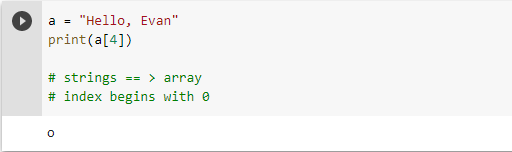 a = "Hello, Evan"
print(a[4])
# strings == > array
# index begins with 0
o